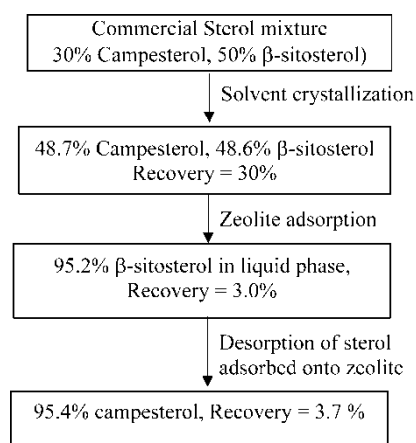 Commercial Sterol mixture
30% Campesterol, 50% β-sitosterol)
Solvent crystallization
48.7% Campesterol, 48.6% β-sitosterol
Recovery = 30%
Zeolite adsorption
95.2% β-sitosterol in liquid phase,
Recovery = 3.0%
Desorption of sterol
adsorbed onto zeolite
95.4% campesterol, Recovery = 3.7 %